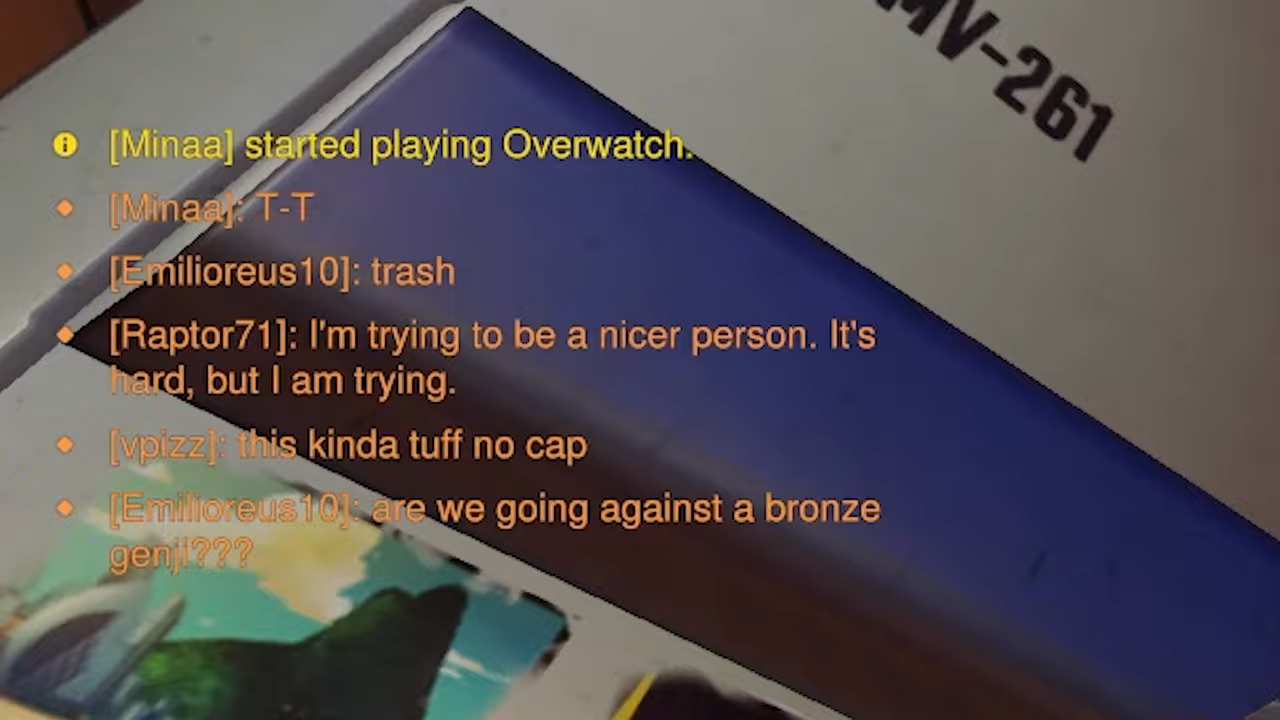 MV-261
[Minaa] started playing Overwatch.
[Minaa]: T-T
[Emilioreus10]: trash
[Raptor71]: I'm trying to be a nicer person. It's
hard, but I am trying.
[vpizz]: this kinda tuff no cap
[Emilioreus10]: are we going against a bronze
genji???